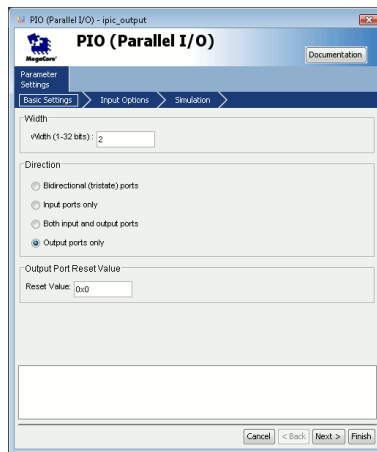 PIO (Parallel I/O) - ipic_output
PIO (Parallel I/O)
MegaCore'
Documentation
Parameter
Settings
Basic Settings
Input Options
Simulation
Width
Width (1-32 bits) : 2
Direction
Bidirectional (tristate) ports
Input ports only
Both input and output ports
Output ports only
Output Port Reset Value
Reset Value: 0x0
Cancel
< Back
Next >
Finish